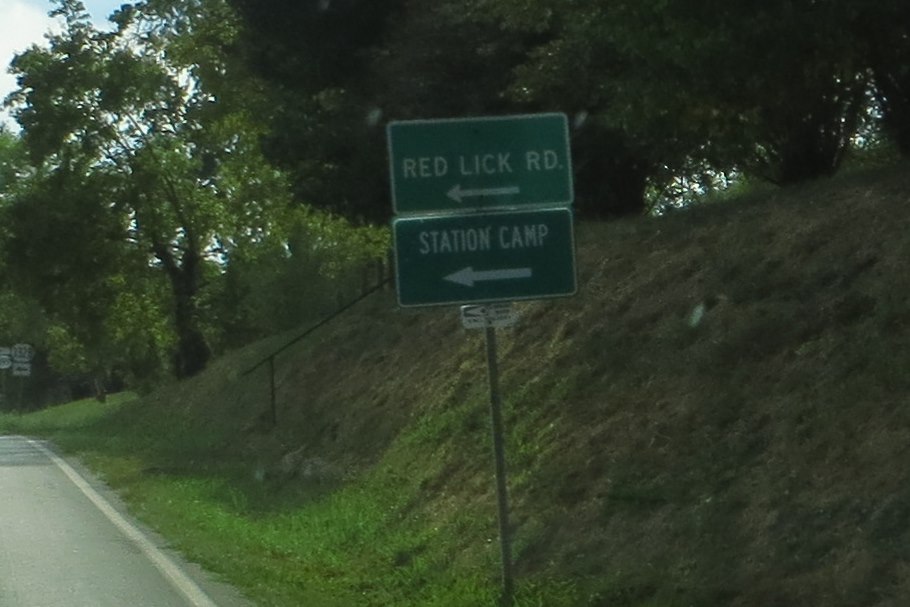 RED LICK RD.
STATION CAMP